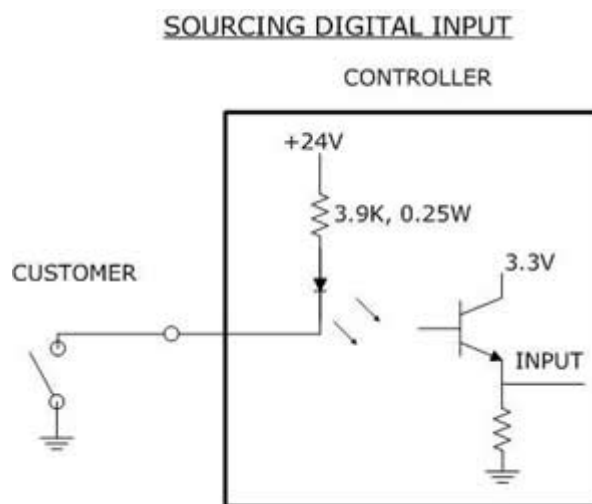 SOURCING DIGITAL INPUT
CONTROLLER
+24V
3.9K, 0.25W
CUSTOMER
3.3V
INPUT